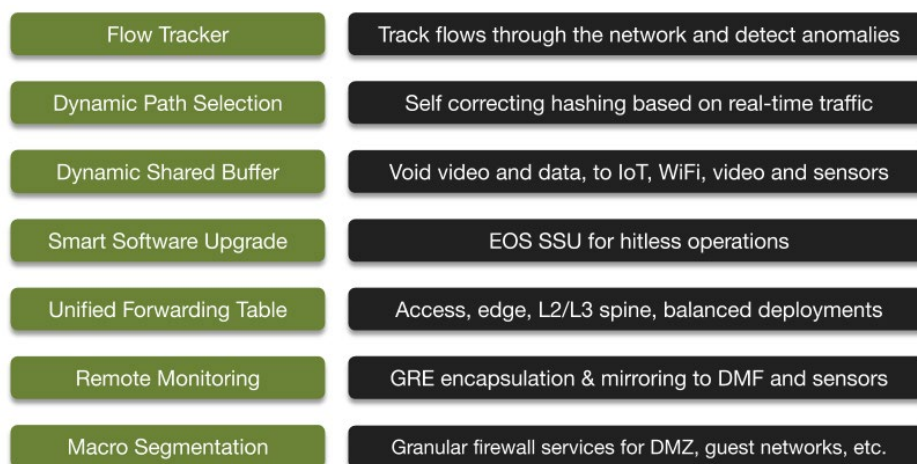 Flow Tracker
Track flows through the network and detect anomalies
Dynamic Path Selection
Self correcting hashing based on real-time traffic
Dynamic Shared Buffer
Void video and data, to IoT, WiFi, video and sensors
Smart Software Upgrade
EOS SSU for hitless operations
Unified Forwarding Table
Access, edge, L2/L3 spine, balanced deployments
Remote Monitoring
GRE encapsulation & mirroring to DMF and sensors
Macro Segmentation
Granular firewall services for DMZ, guest networks, etc.